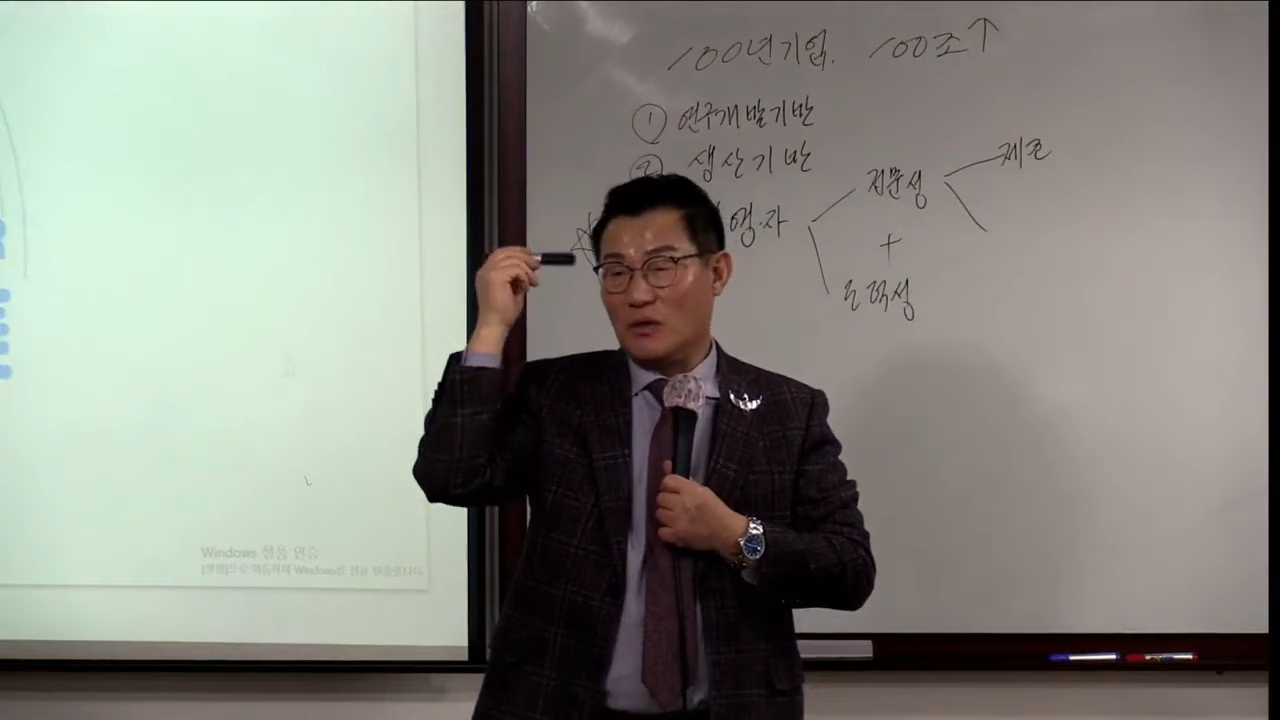 100년기업. 100조↑
① 연구개발기반
② 생산기반
영·자
전문성
제조
+
도덕성
Windows 정품 인증
[설정]으로 이동하여 Windows를 정품 인증합니다.